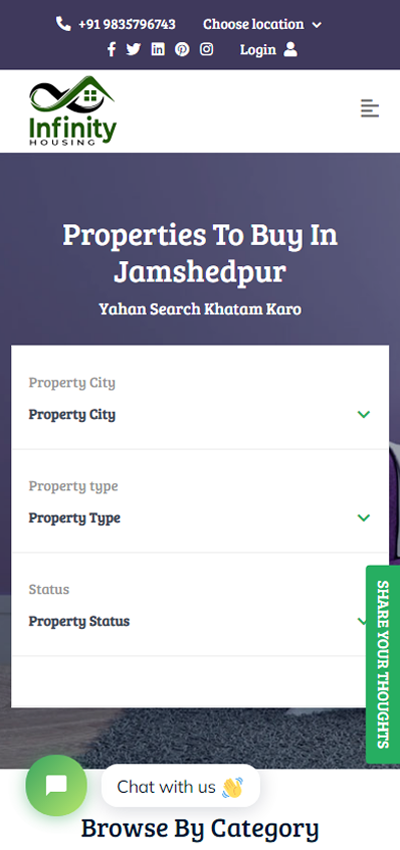 +91 9835796743 Choose location
Login
Infinity
HOUSING
Properties To Buy In
Jamshedpur
Yahan Search Khatam Karo
Property City
Property City
Property type
Property Type
Status
Property Status
SHARE YOUR THOUGHTS
Chat with us 👋
Browse By Category